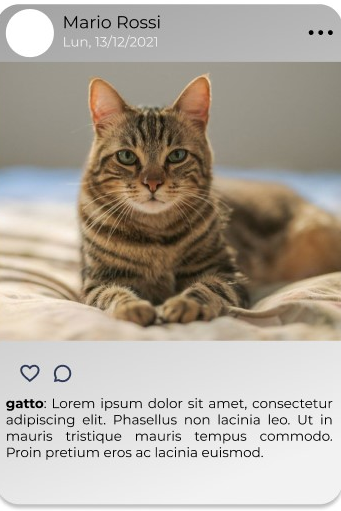 Mario Rossi
Lun, 13/12/2021
gatto: Lorem ipsum dolor sit amet, consectetur
adipiscing elit. Phasellus non lacinia leo. Ut in
mauris tristique mauris tempus commodo.
Proin pretium eros ac lacinia euismod.